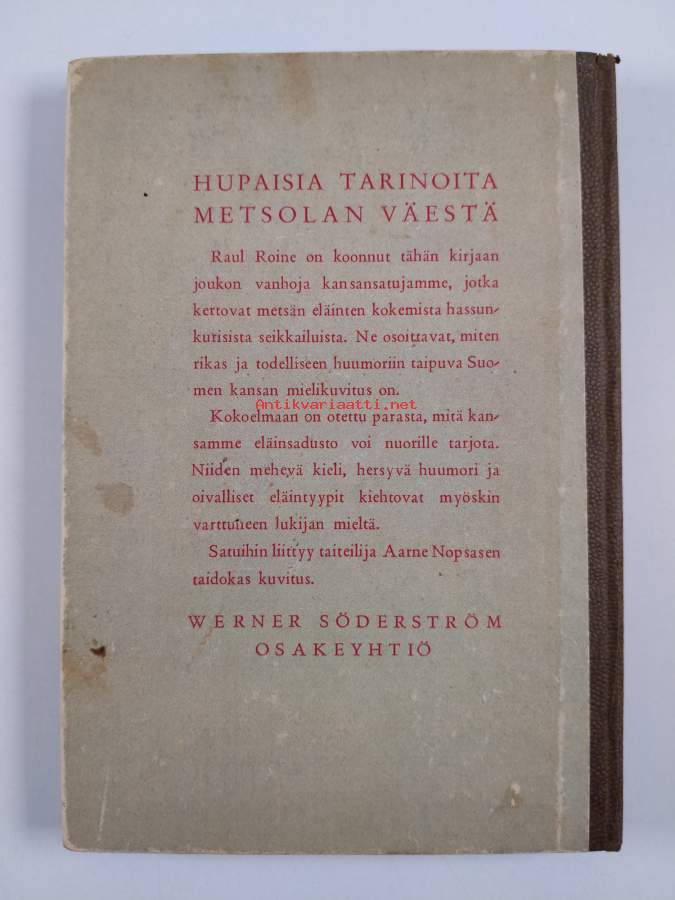 HUPAISIA TARINOITA
METSOLAN VÄESTÄ
Raul Roine on koonnut tähän kirjaan
joukon vanhoja kansansatujamme, jotka
kertovat metsän eläinten kokemista hassun-
kurisista seikkailuista. Ne osoittavat, miten
rikas ja todelliseen huumoriin taipuva Suo-
men kansan mielikuvitus on.
Antikvariaatti.net
Kokoelmaan on otettu parasta, mitä kan-
samme eläinsadusto voi nuorille tarjota.
Niiden mehevä kieli, hersyvä huumori ja
oivalliset eläintyypit kiehtovat myöskin
varttuneen lukijan mieltä.
Satuihin liittyy taiteilija Aarne Nopsasen
taidokas kuvitus.
WERNER SÖDERSTRÖM
OSAKEYHTIÖ